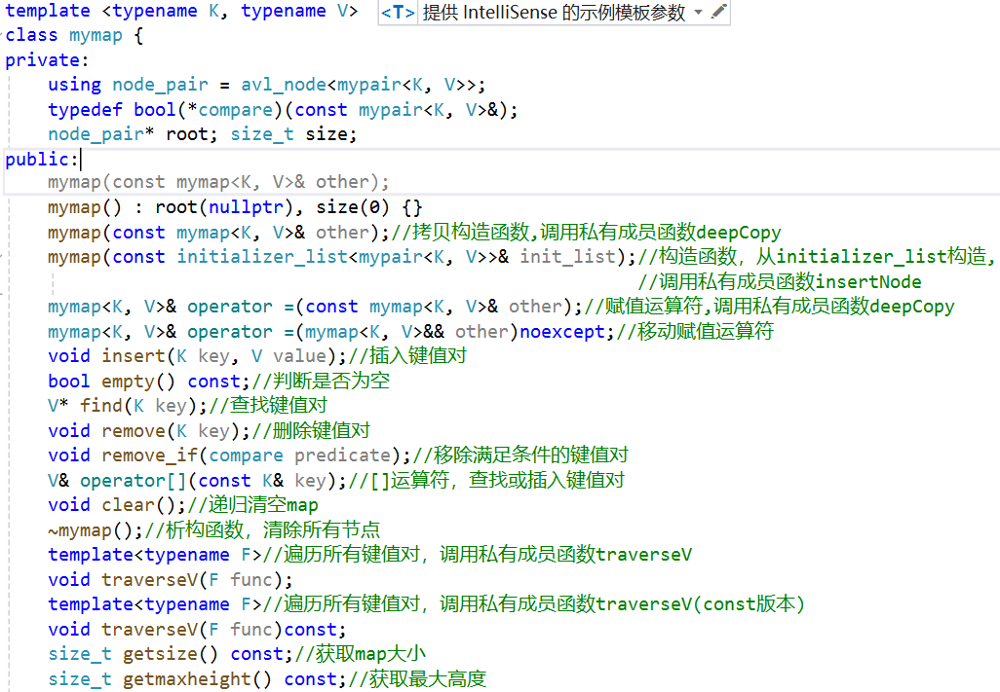 template <typename K, typename V> <T> 提供 IntelliSense 的示例模板参数
class mymap {
private:
    using node_pair = avl_node<mypair<K, V>>;
    typedef bool(*compare)(const mypair<K, V>&);
    node_pair* root; size_t size;
public:
    mymap(const mymap<K, V>& other);
    mymap() : root(nullptr), size(0) {}
    mymap(const mymap<K, V>& other);//拷贝构造函数,调用私有成员函数deepCopy
    mymap(const initializer_list<mypair<K, V>>& init_list);//构造函数，从initializer_list构造,
                                                           //调用私有成员函数insertNode
    mymap<K, V>& operator =(const mymap<K, V>& other);//赋值运算符,调用私有成员函数deepCopy
    mymap<K, V>& operator =(mymap<K, V>&& other)noexcept;//移动赋值运算符
    void insert(K key, V value);//插入键值对
    bool empty() const;//判断是否为空
    V* find(K key);//查找键值对
    void remove(K key);//删除键值对
    void remove_if(compare predicate);//移除满足条件的键值对
    V& operator[](const K& key);//[]运算符，查找或插入键值对
    void clear();//递归清空map
    ~mymap();//析构函数，清除所有节点
    template<typename F>//遍历所有键值对，调用私有成员函数traverseV
    void traverseV(F func);
    template<typename F>//遍历所有键值对，调用私有成员函数traverseV(const版本)
    void traverseV(F func)const;
    size_t getsize() const;//获取map大小
    size_t getmaxheight() const;//获取最大高度